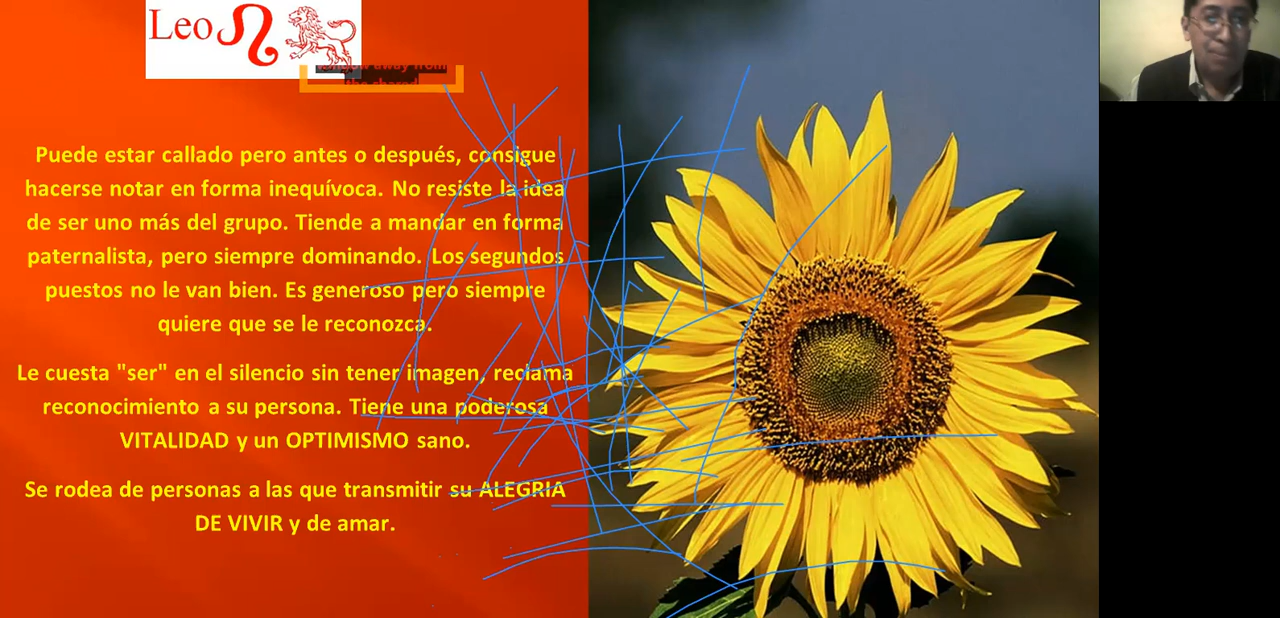 Leo
Puede estar callado pero antes o después, consigue
hacerse notar en forma inequívoca. No resiste la idea
de ser uno más del grupo. Tiende a mandar en forma
paternalista, pero siempre dominando. Los segundos
puestos no le van bien. Es generoso pero siempre
quiere que se le reconozca.
Le cuesta "ser" en el silencio sin tener imagen, reclama
reconocimiento a su persona. Tiene una poderosa
VITALIDAD y un OPTIMISMO sano.
Se rodea de personas a las que transmitir su ALEGRIA
DE VIVIR y de amar.